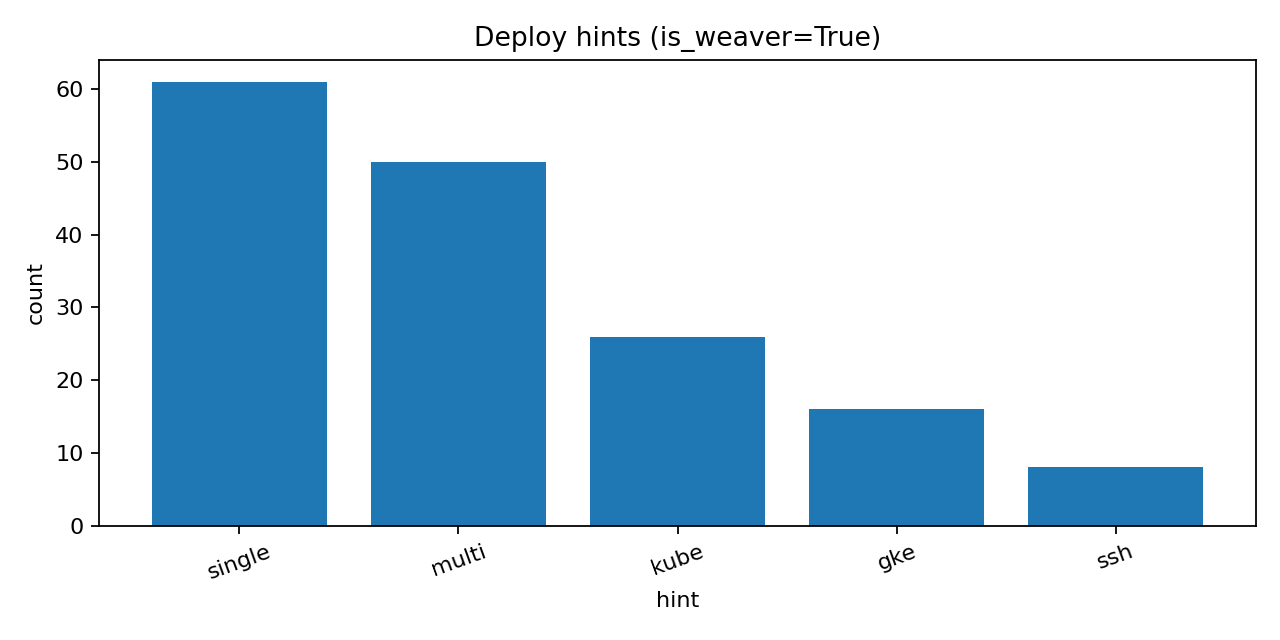 Deploy hints (is_weaver=True)
60
50
40
30
20
10
0
count
single
multi
kube
gke
ssh
hint